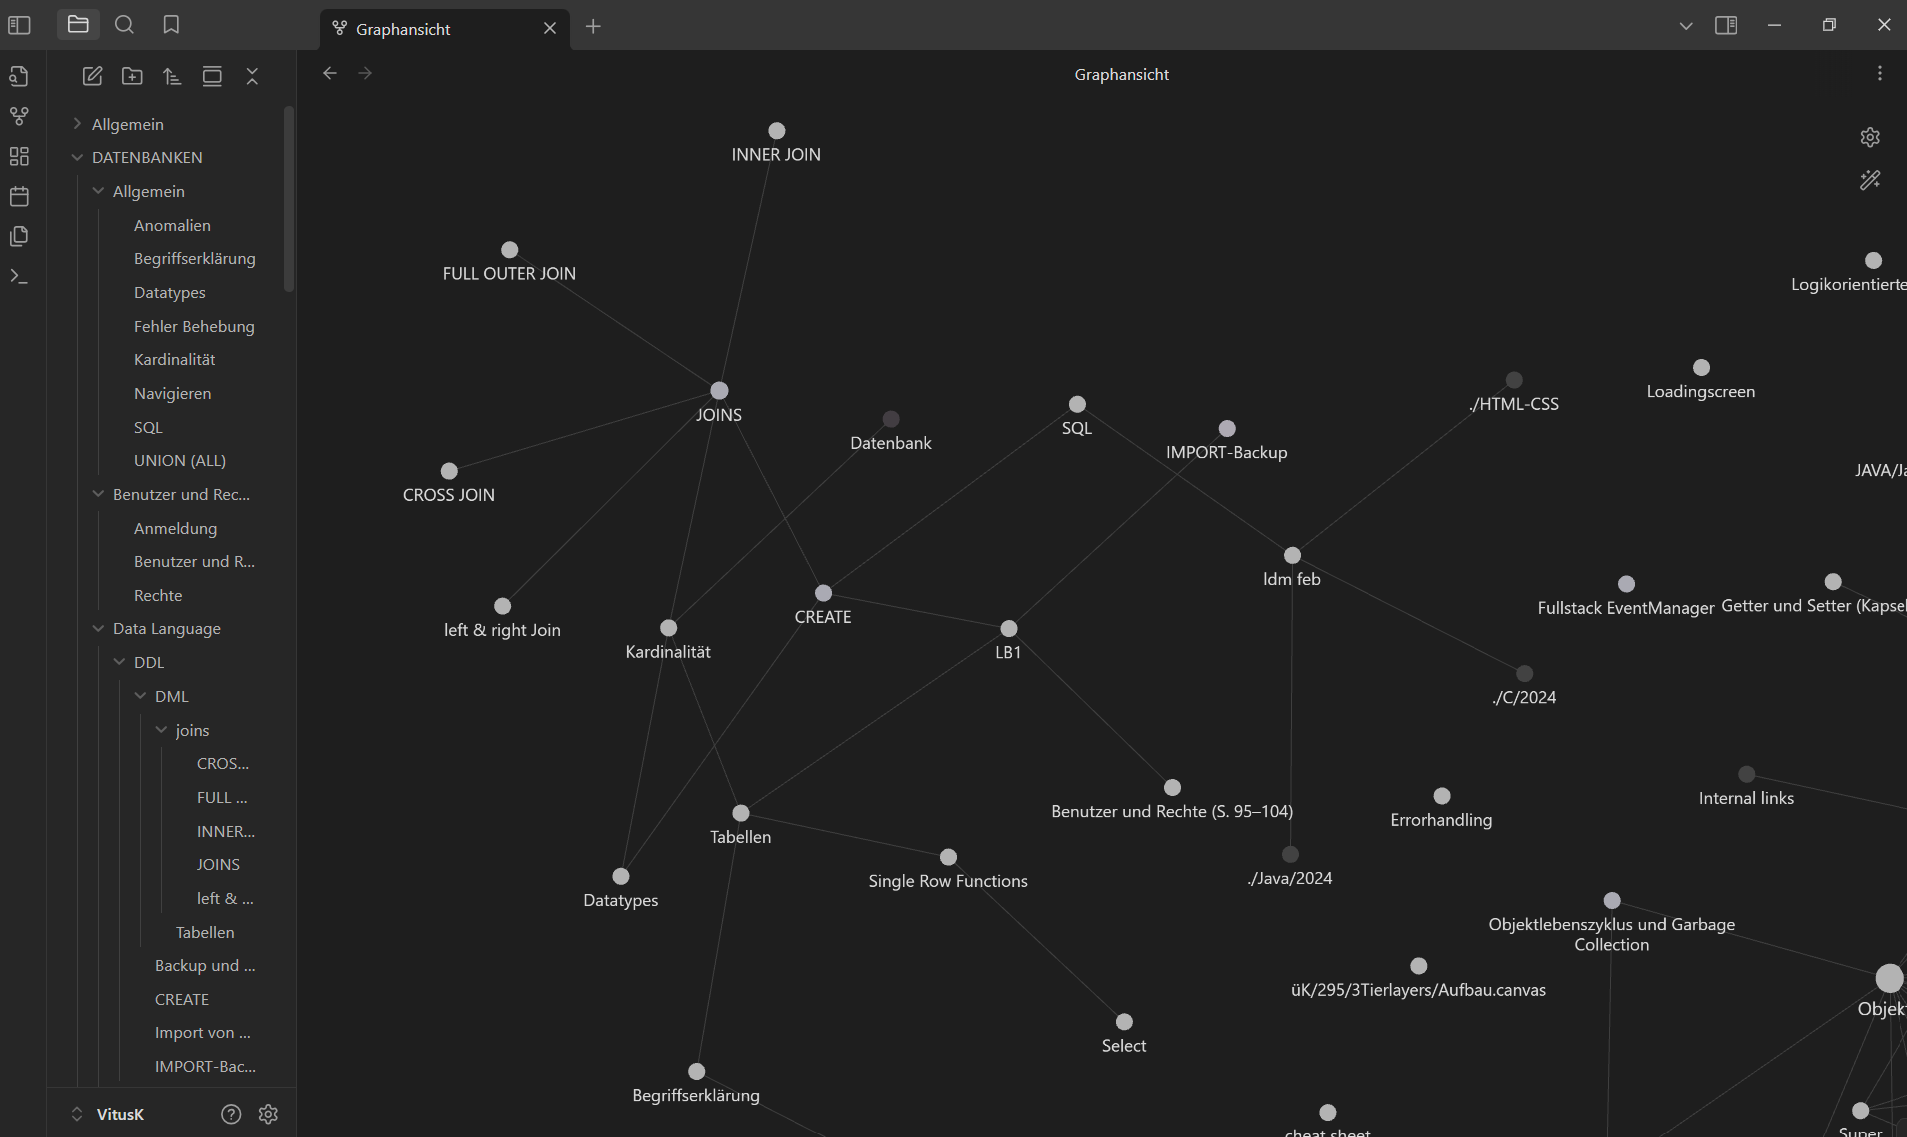 Graphansicht
Graphansicht
Allgemein
DATENBANKEN
Allgemein
Anomalien
Begriffserklärung
Datatypes
Fehler Behebung
Kardinalität
Navigieren
SQL
UNION (ALL)
Benutzer und Rec...
Anmeldung
Benutzer und R...
Rechte
Data Language
DDL
DML
joins
CROS...
FULL ...
INNER...
JOINS
left & ...
Tabellen
Backup und ...
CREATE
Import von ...
IMPORT-Bac...
VitusK
INNER JOIN
FULL OUTER JOIN
Logikorientierte
JOINS
Datenbank
SQL
IMPORT-Backup
./HTML-CSS
Loadingscreen
JAVA/Ja
CROSS JOIN
left & right Join
Kardinalität
CREATE
LB1
ldm feb
Fullstack EventManager
Getter und Setter (Kapsel
./C/2024
Internal links
Tabellen
Benutzer und Rechte (S. 95–104)
Errorhandling
Datatypes
Single Row Functions
./Java/2024
Objektlebenszyklus und Garbage
Collection
üK/295/3Tierlayers/Aufbau.canvas
Objekt
Select
Begriffserklärung
cheat sheet
Super